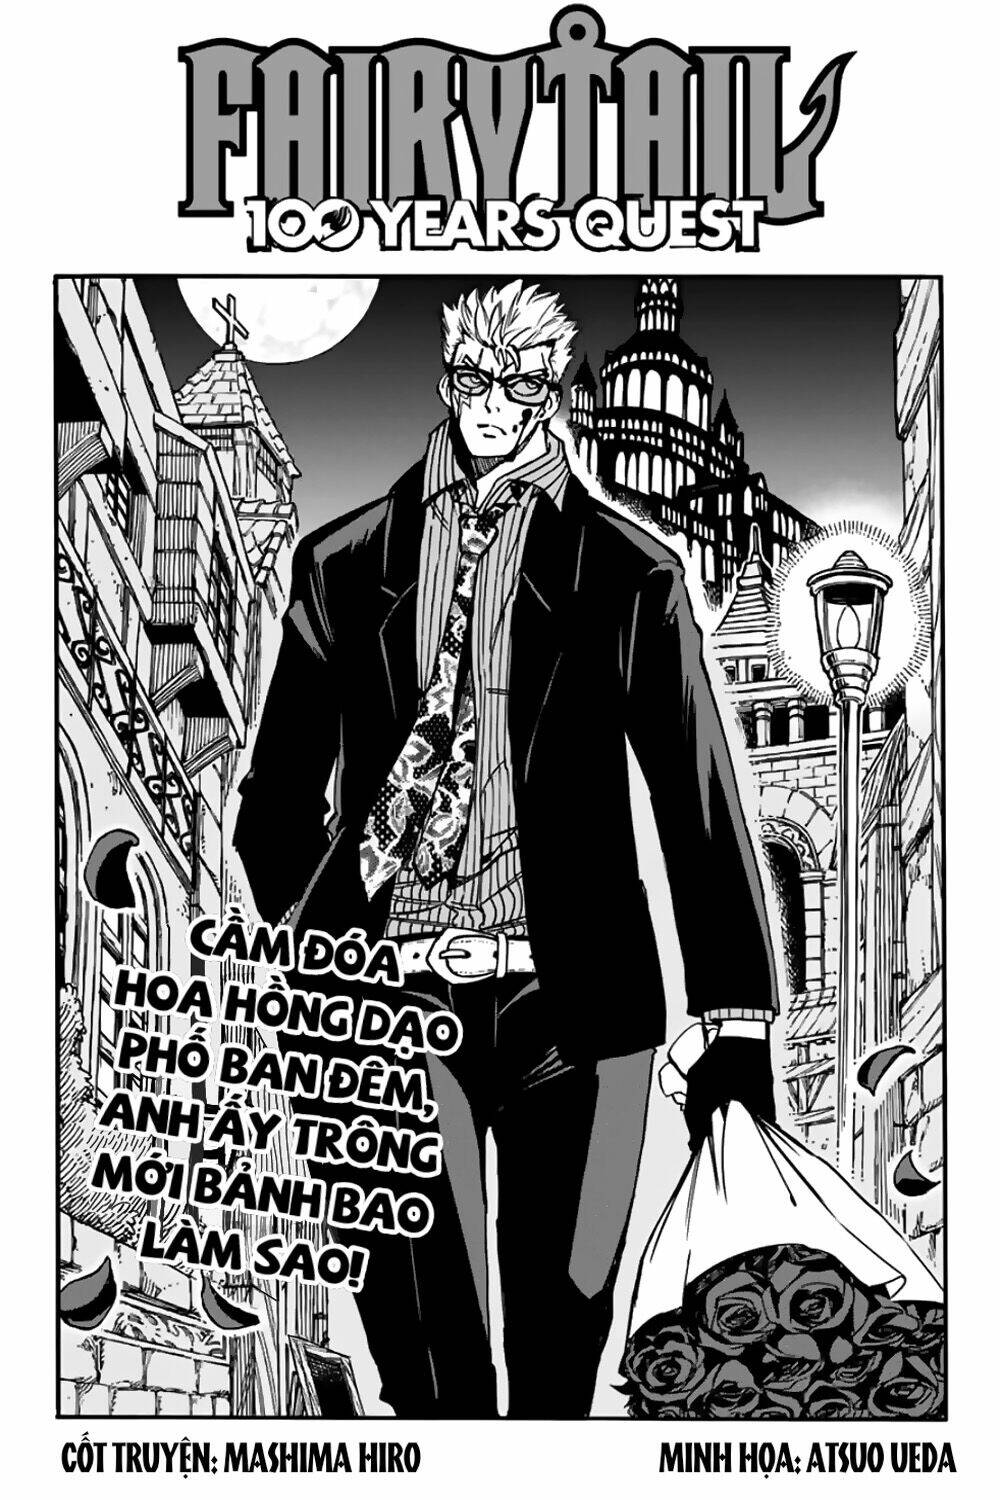 FAIRY TAIL
100 YEARS QUEST
CẦM ĐÓA
HOA HỒNG DẠO
PHỐ BAN ĐÊM,
ANH ẤY TRÔNG
MỚI BẢNH BAO
LÀM SAO!
CỐT TRUYỆN: MASHIMA HIRO
MINH HỌA: ATSUO UEDA